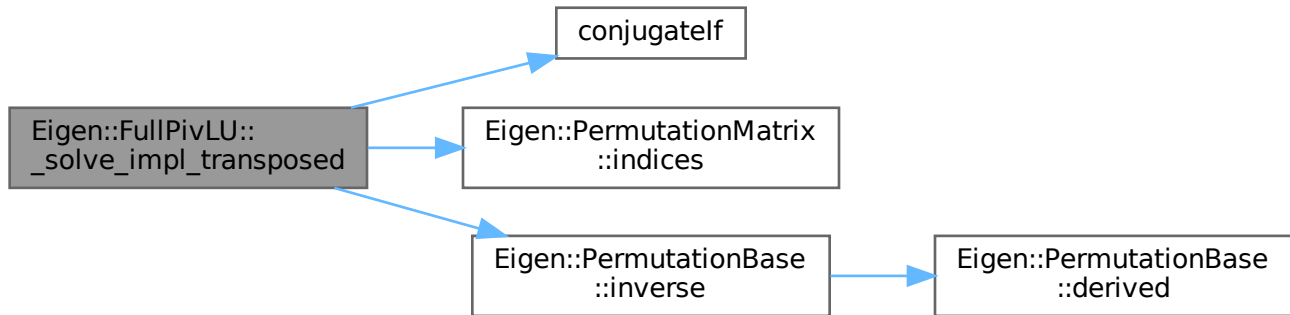 conjugateIf
Eigen::FullPivLU::
_solve_impl_transposed
Eigen::PermutationMatrix
::indices
Eigen::PermutationBase
::inverse
Eigen::PermutationBase
::derived